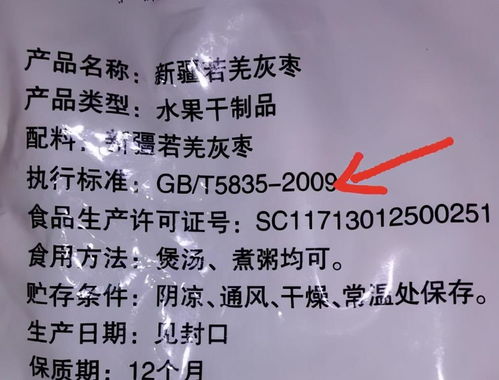 产品名称：新疆若羌灰枣
产品类型：水果干制品
配料：新疆若羌灰枣
执行标准：GB/T5835-2009
食品生产许可证号：SC11713012500251
食用方法：煲汤、煮粥均可。
贮存条件：阴凉、通风、干燥，常温处保存。
生产日期：见封口
保质期：12个月